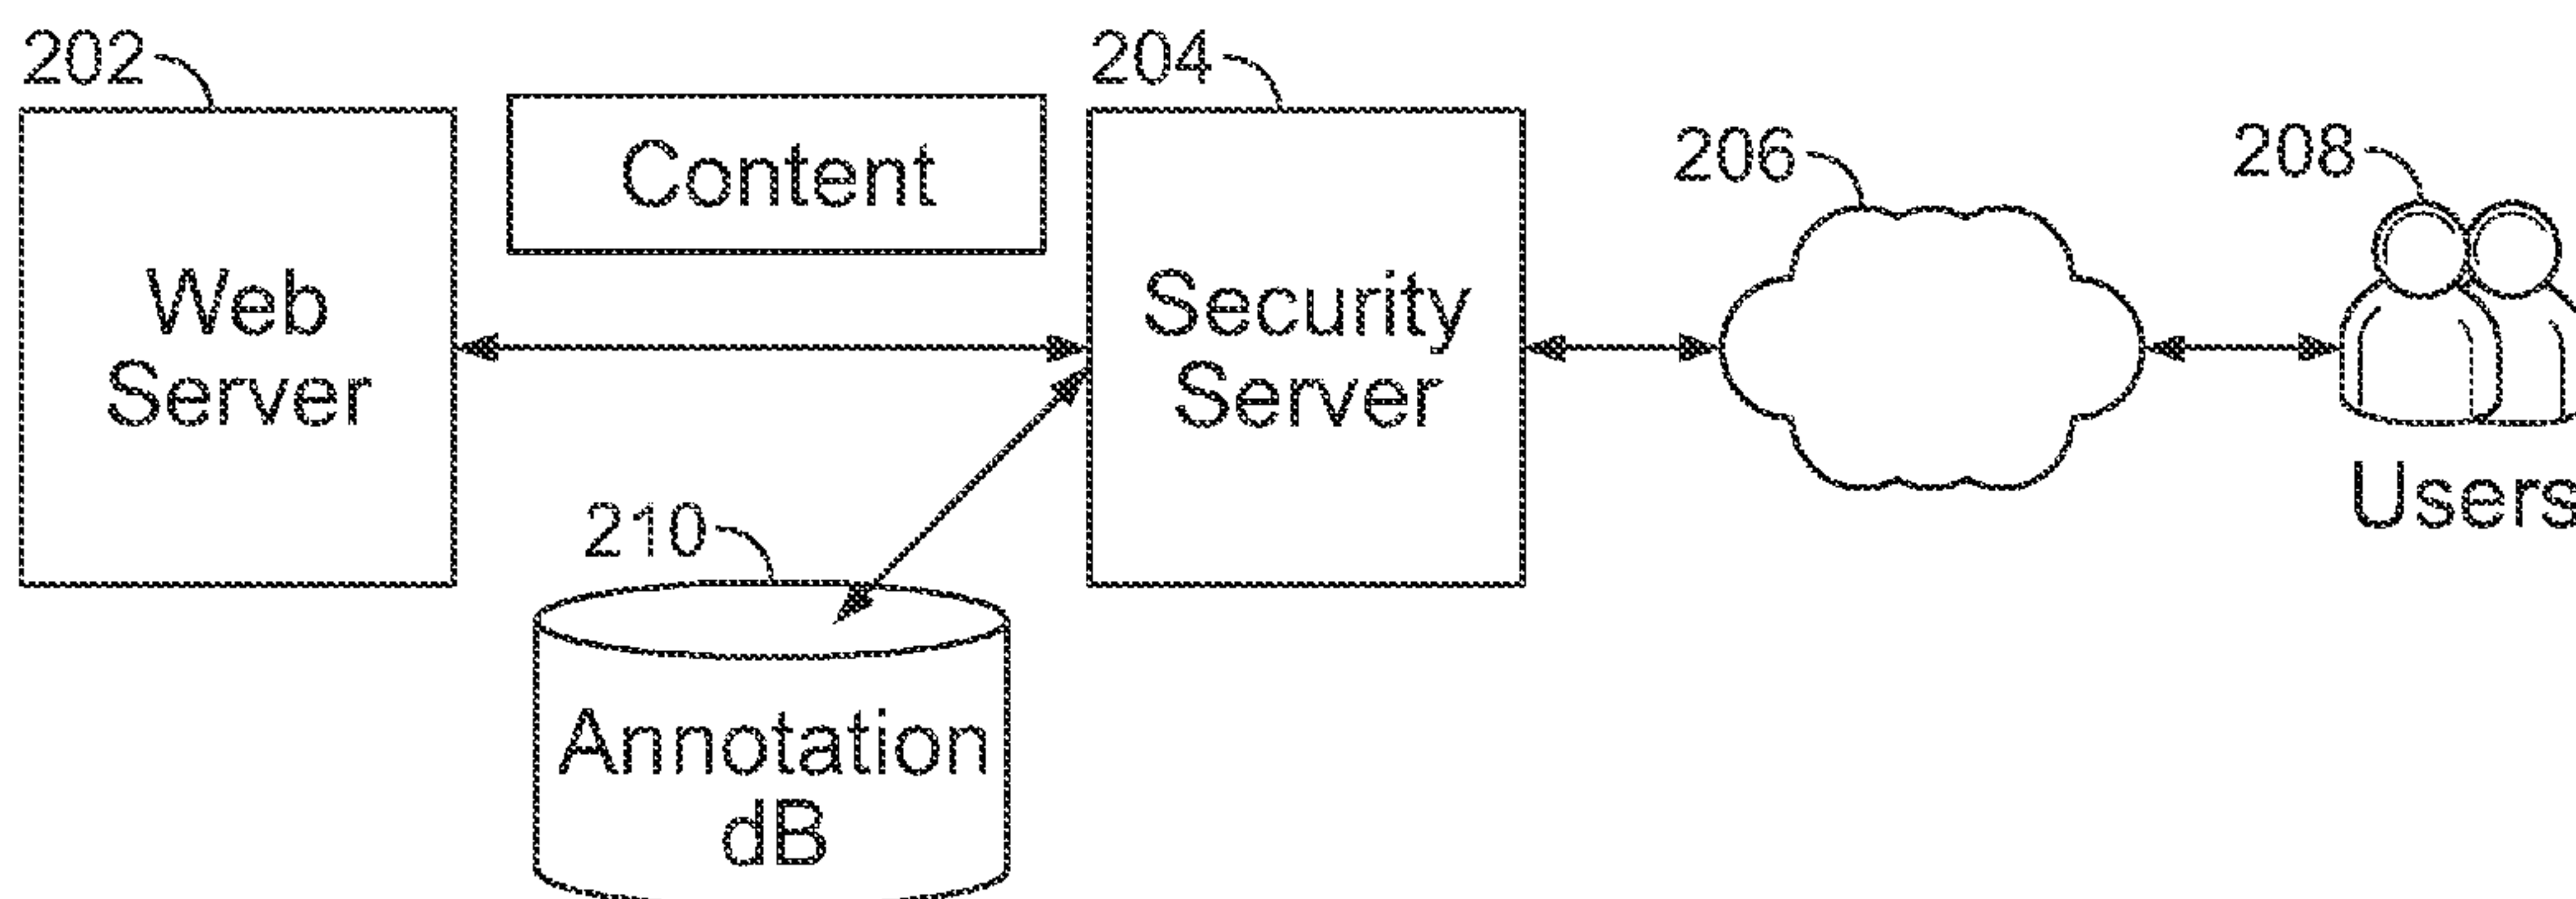 202
204
Content
206
208
Web
Server
Security
Server
Users
210
Annotation
dB